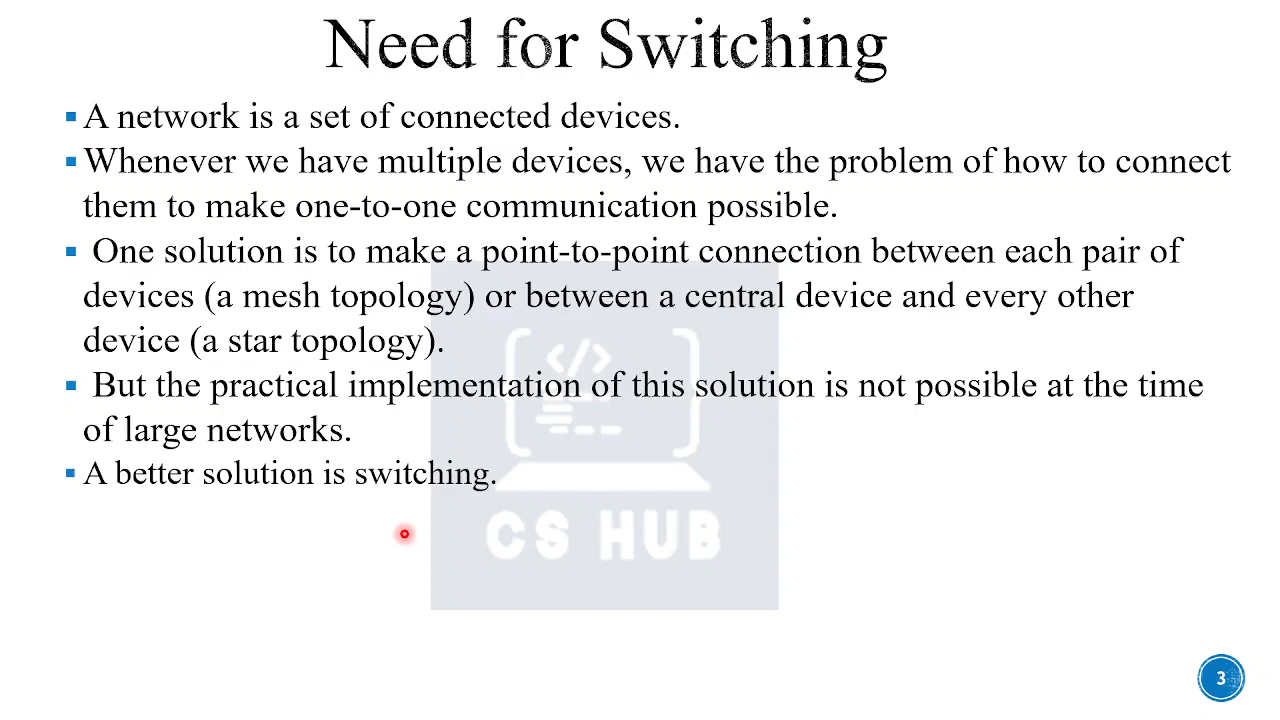 Need for Switching
A network is a set of connected devices.
Whenever we have multiple devices, we have the problem of how to connect
them to make one-to-one communication possible.
One solution is to make a point-to-point connection between each pair of
devices (a mesh topology) or between a central device and every other
device (a star topology).
But the practical implementation of this solution is not possible at the time
of large networks.
A better solution is switching.
</>
CS HUB
3